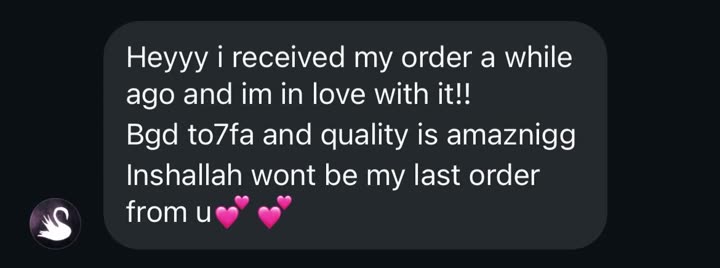 Heyyy i received my order a while
ago and im in love with it!!
Bgd to7fa and quality is amaznigg
Inshallah wont be my last order
from u💕 💕